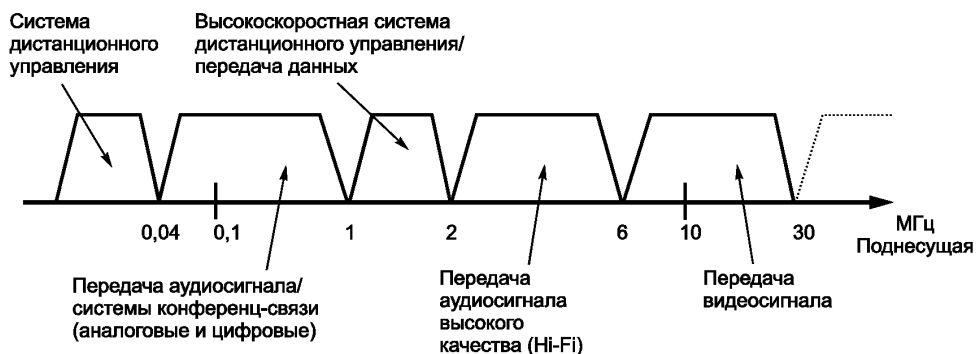 Система
дистанционного
управления
Высокоскоростная система
дистанционного управления/
передача данных
0,04
0,1
1
2
6
10
30
МГц
Поднесущая
Передача аудиосигнала/
системы конференц-связи
(аналоговые и цифровые)
Передача
аудиосигнала
высокого
качества (Hi-Fi)
Передача
видеосигнала